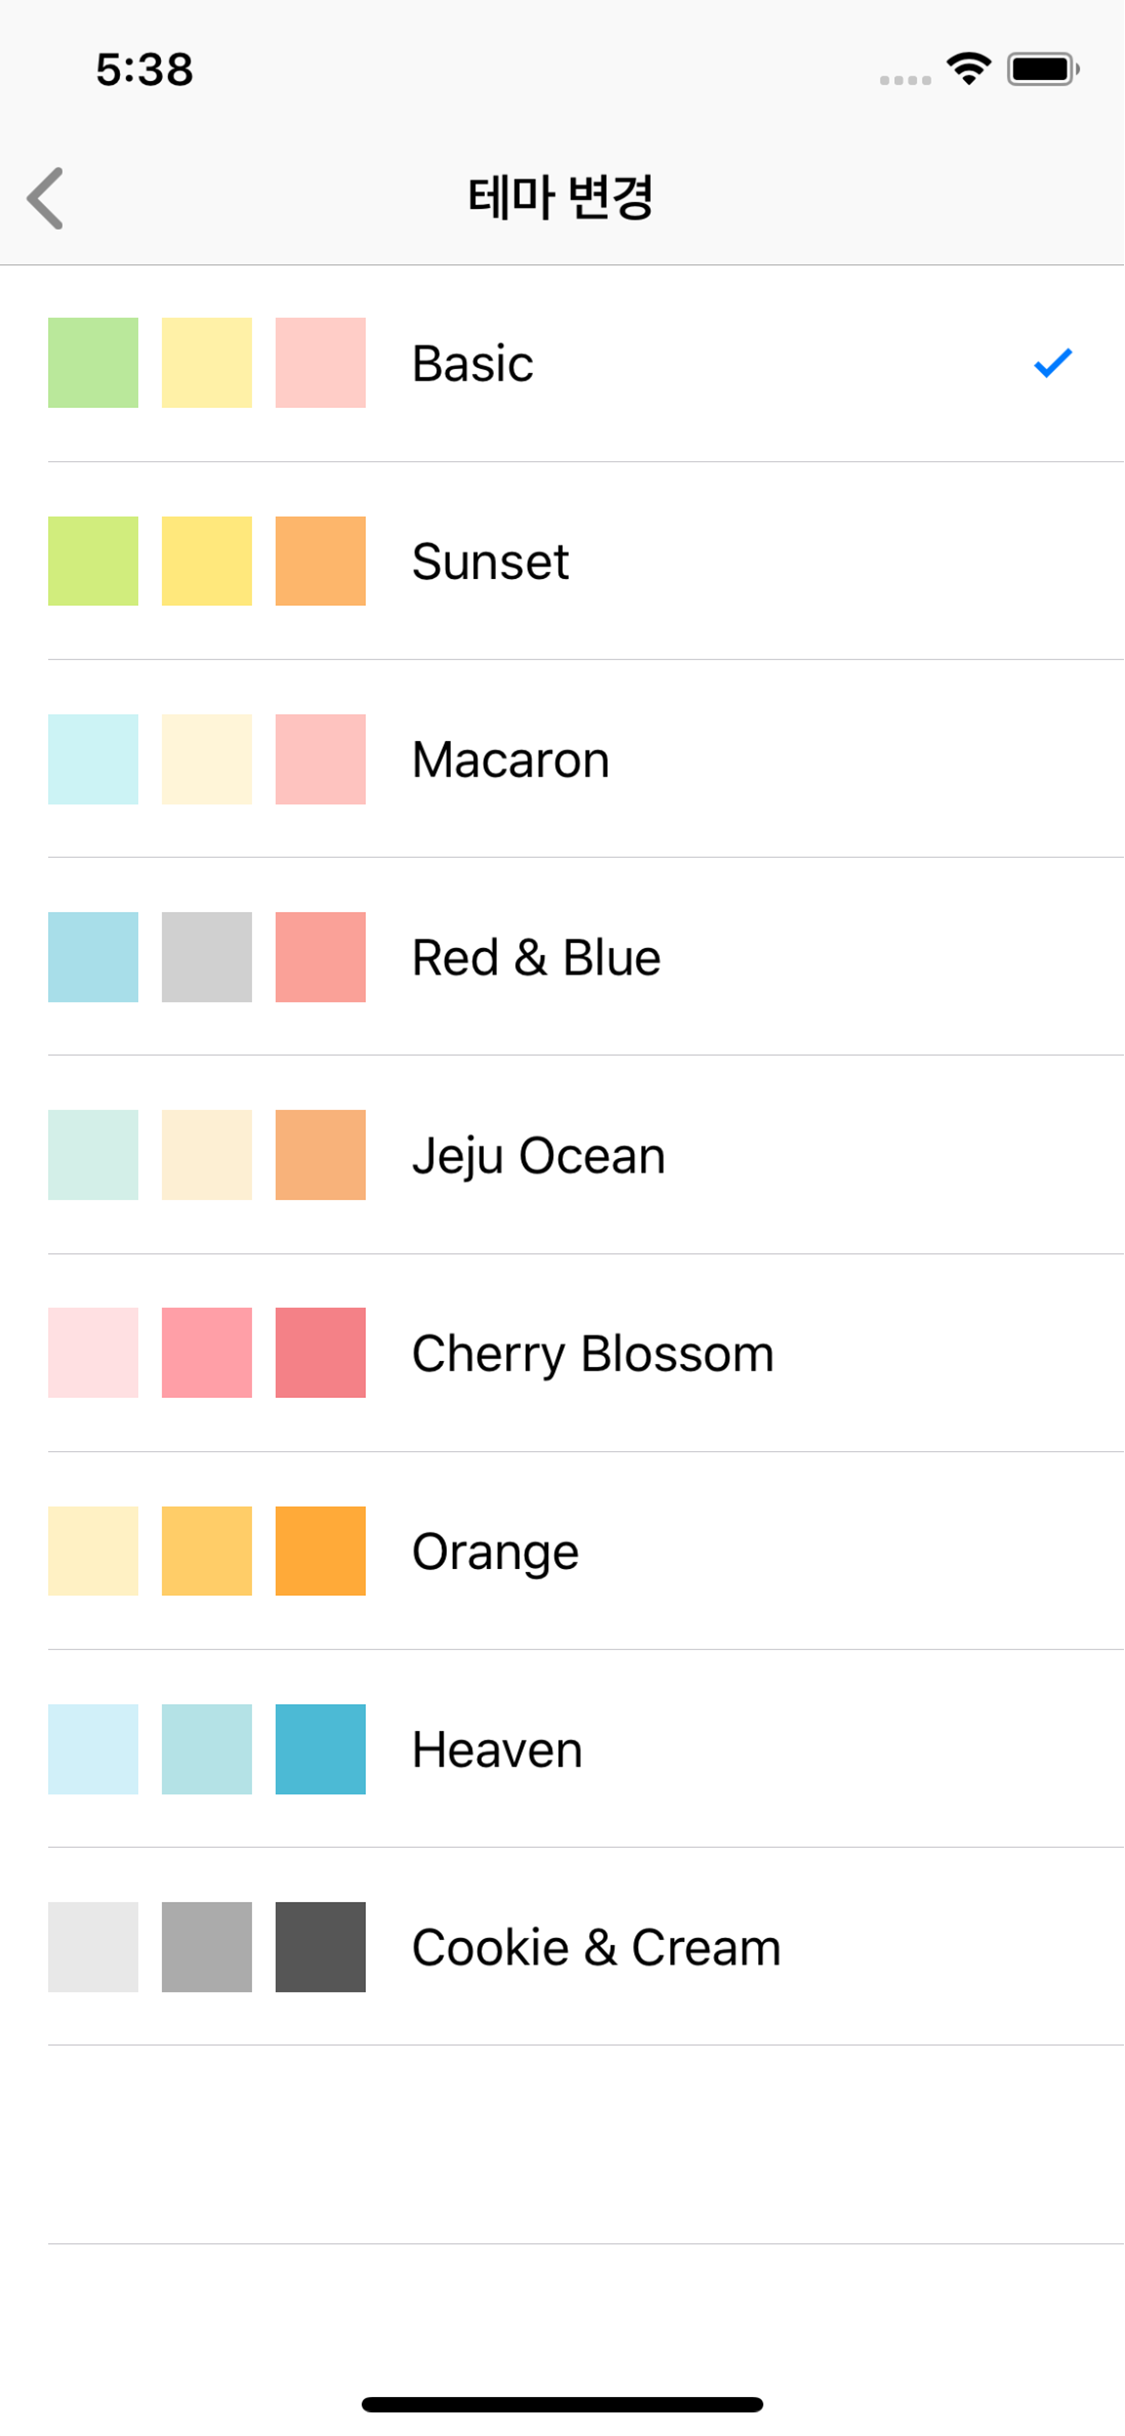 5:38
테마 변경
Basic
Sunset
Macaron
Red & Blue
Jeju Ocean
Cherry Blossom
Orange
Heaven
Cookie & Cream